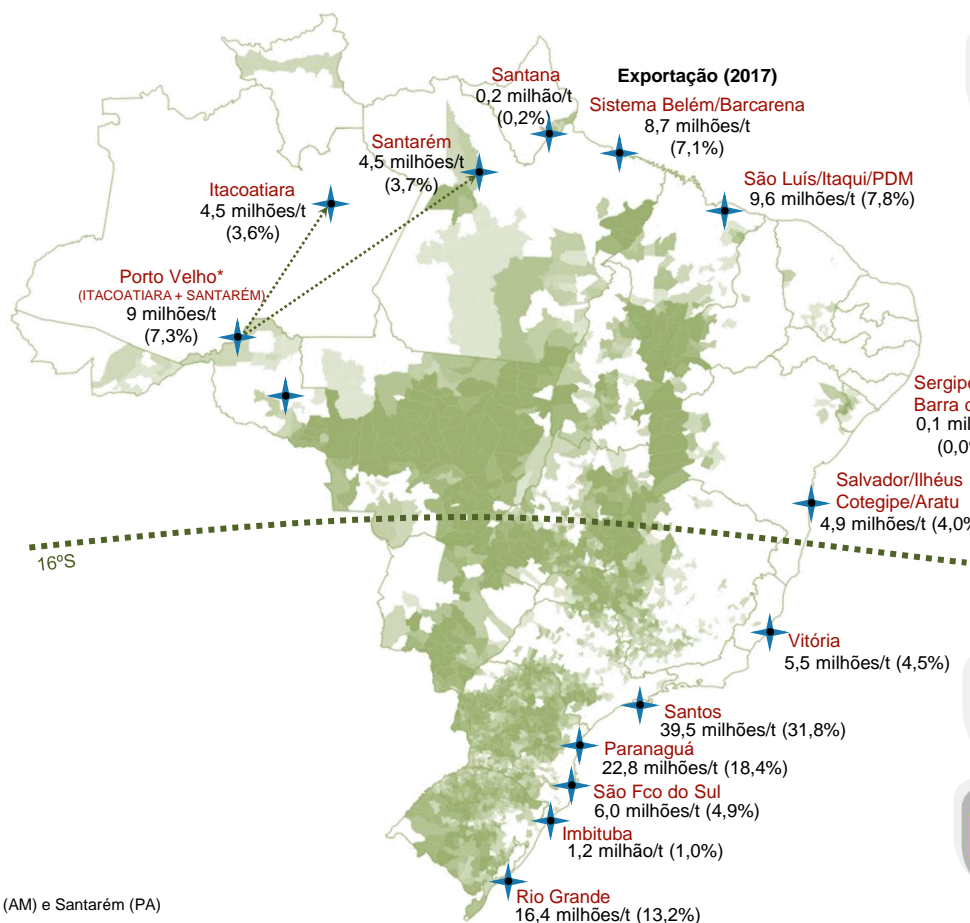 Exportação (2017)
Santana
0,2 milhão/t
(0,2%)
Sistema Belém/Barcarena
8,7 milhões/t
(7,1%)
Santarém
4,5 milhões/t
(3,7%)
Itacoatiara
4,5 milhões/t
(3,6%)
São Luís/Itaqui/PDM
9,6 milhões/t (7,8%)
Porto Velho*
(ITACOATIARA + SANTARÉM)
9 milhões/t
(7,3%)
Sergipe
Barra
0,1 mil
(0,0%
Salvador/Ilhéus
Cotegipe/Aratu
4,9 milhões/t (4,0%
16ºS
Vitória
5,5 milhões/t (4,5%)
Santos
39,5 milhões/t (31,8%)
Paranaguá
22,8 milhões/t (18,4%)
São Fco do Sul
6,0 milhões/t (4,9%)
Imbituba
1,2 milhão/t (1,0%)
Rio Grande
16,4 milhões/t (13,2%)
(AM) e Santarém (PA)